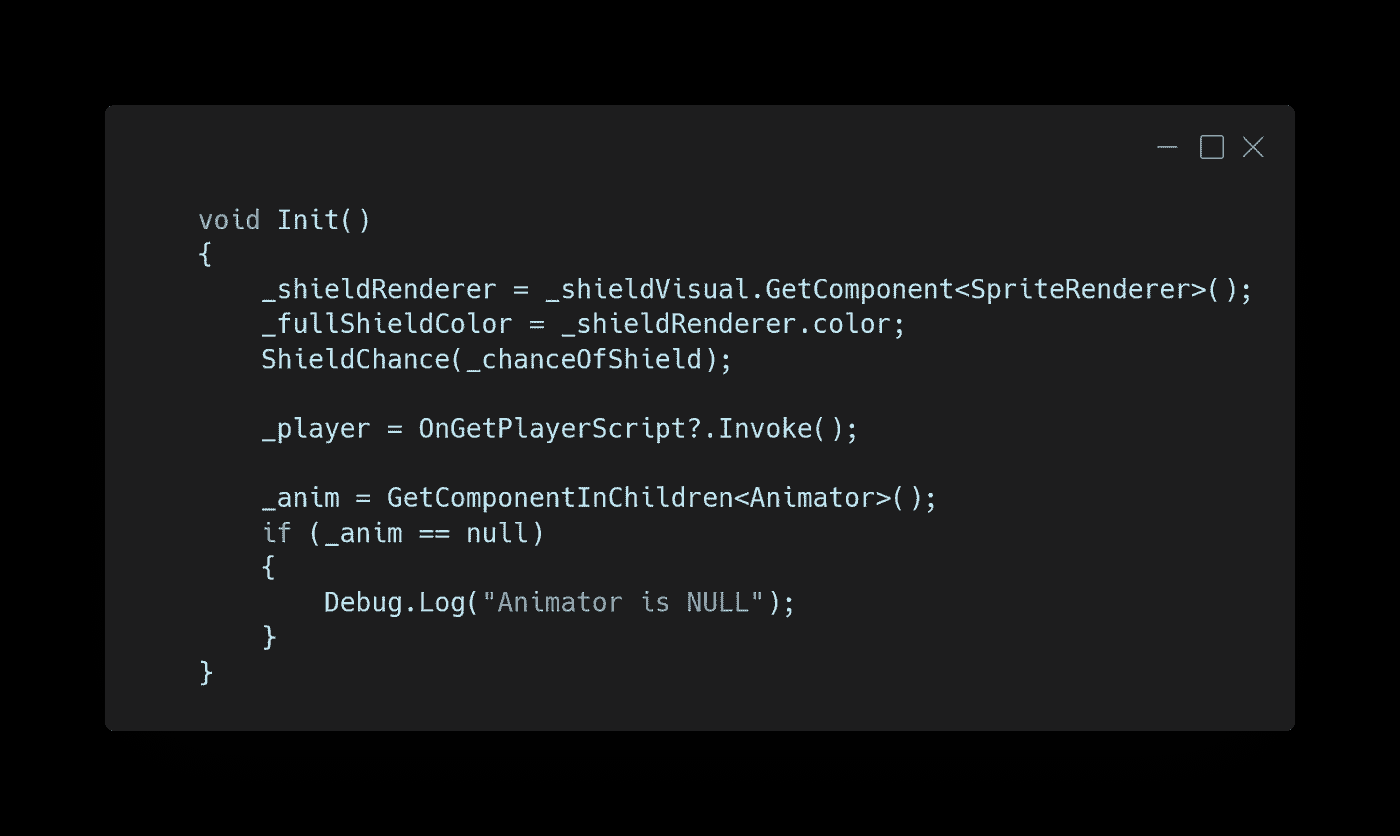 void Init()
{
    _shieldRenderer = _shieldVisual.GetComponent<SpriteRenderer>();
    _fullShieldColor = _shieldRenderer.color;
    ShieldChance(_chanceOfShield);

    _player = OnGetPlayerScript?.Invoke();

    _anim = GetComponentInChildren<Animator>();
    if (_anim == null)
    {
        Debug.Log("Animator is NULL");
    }
}